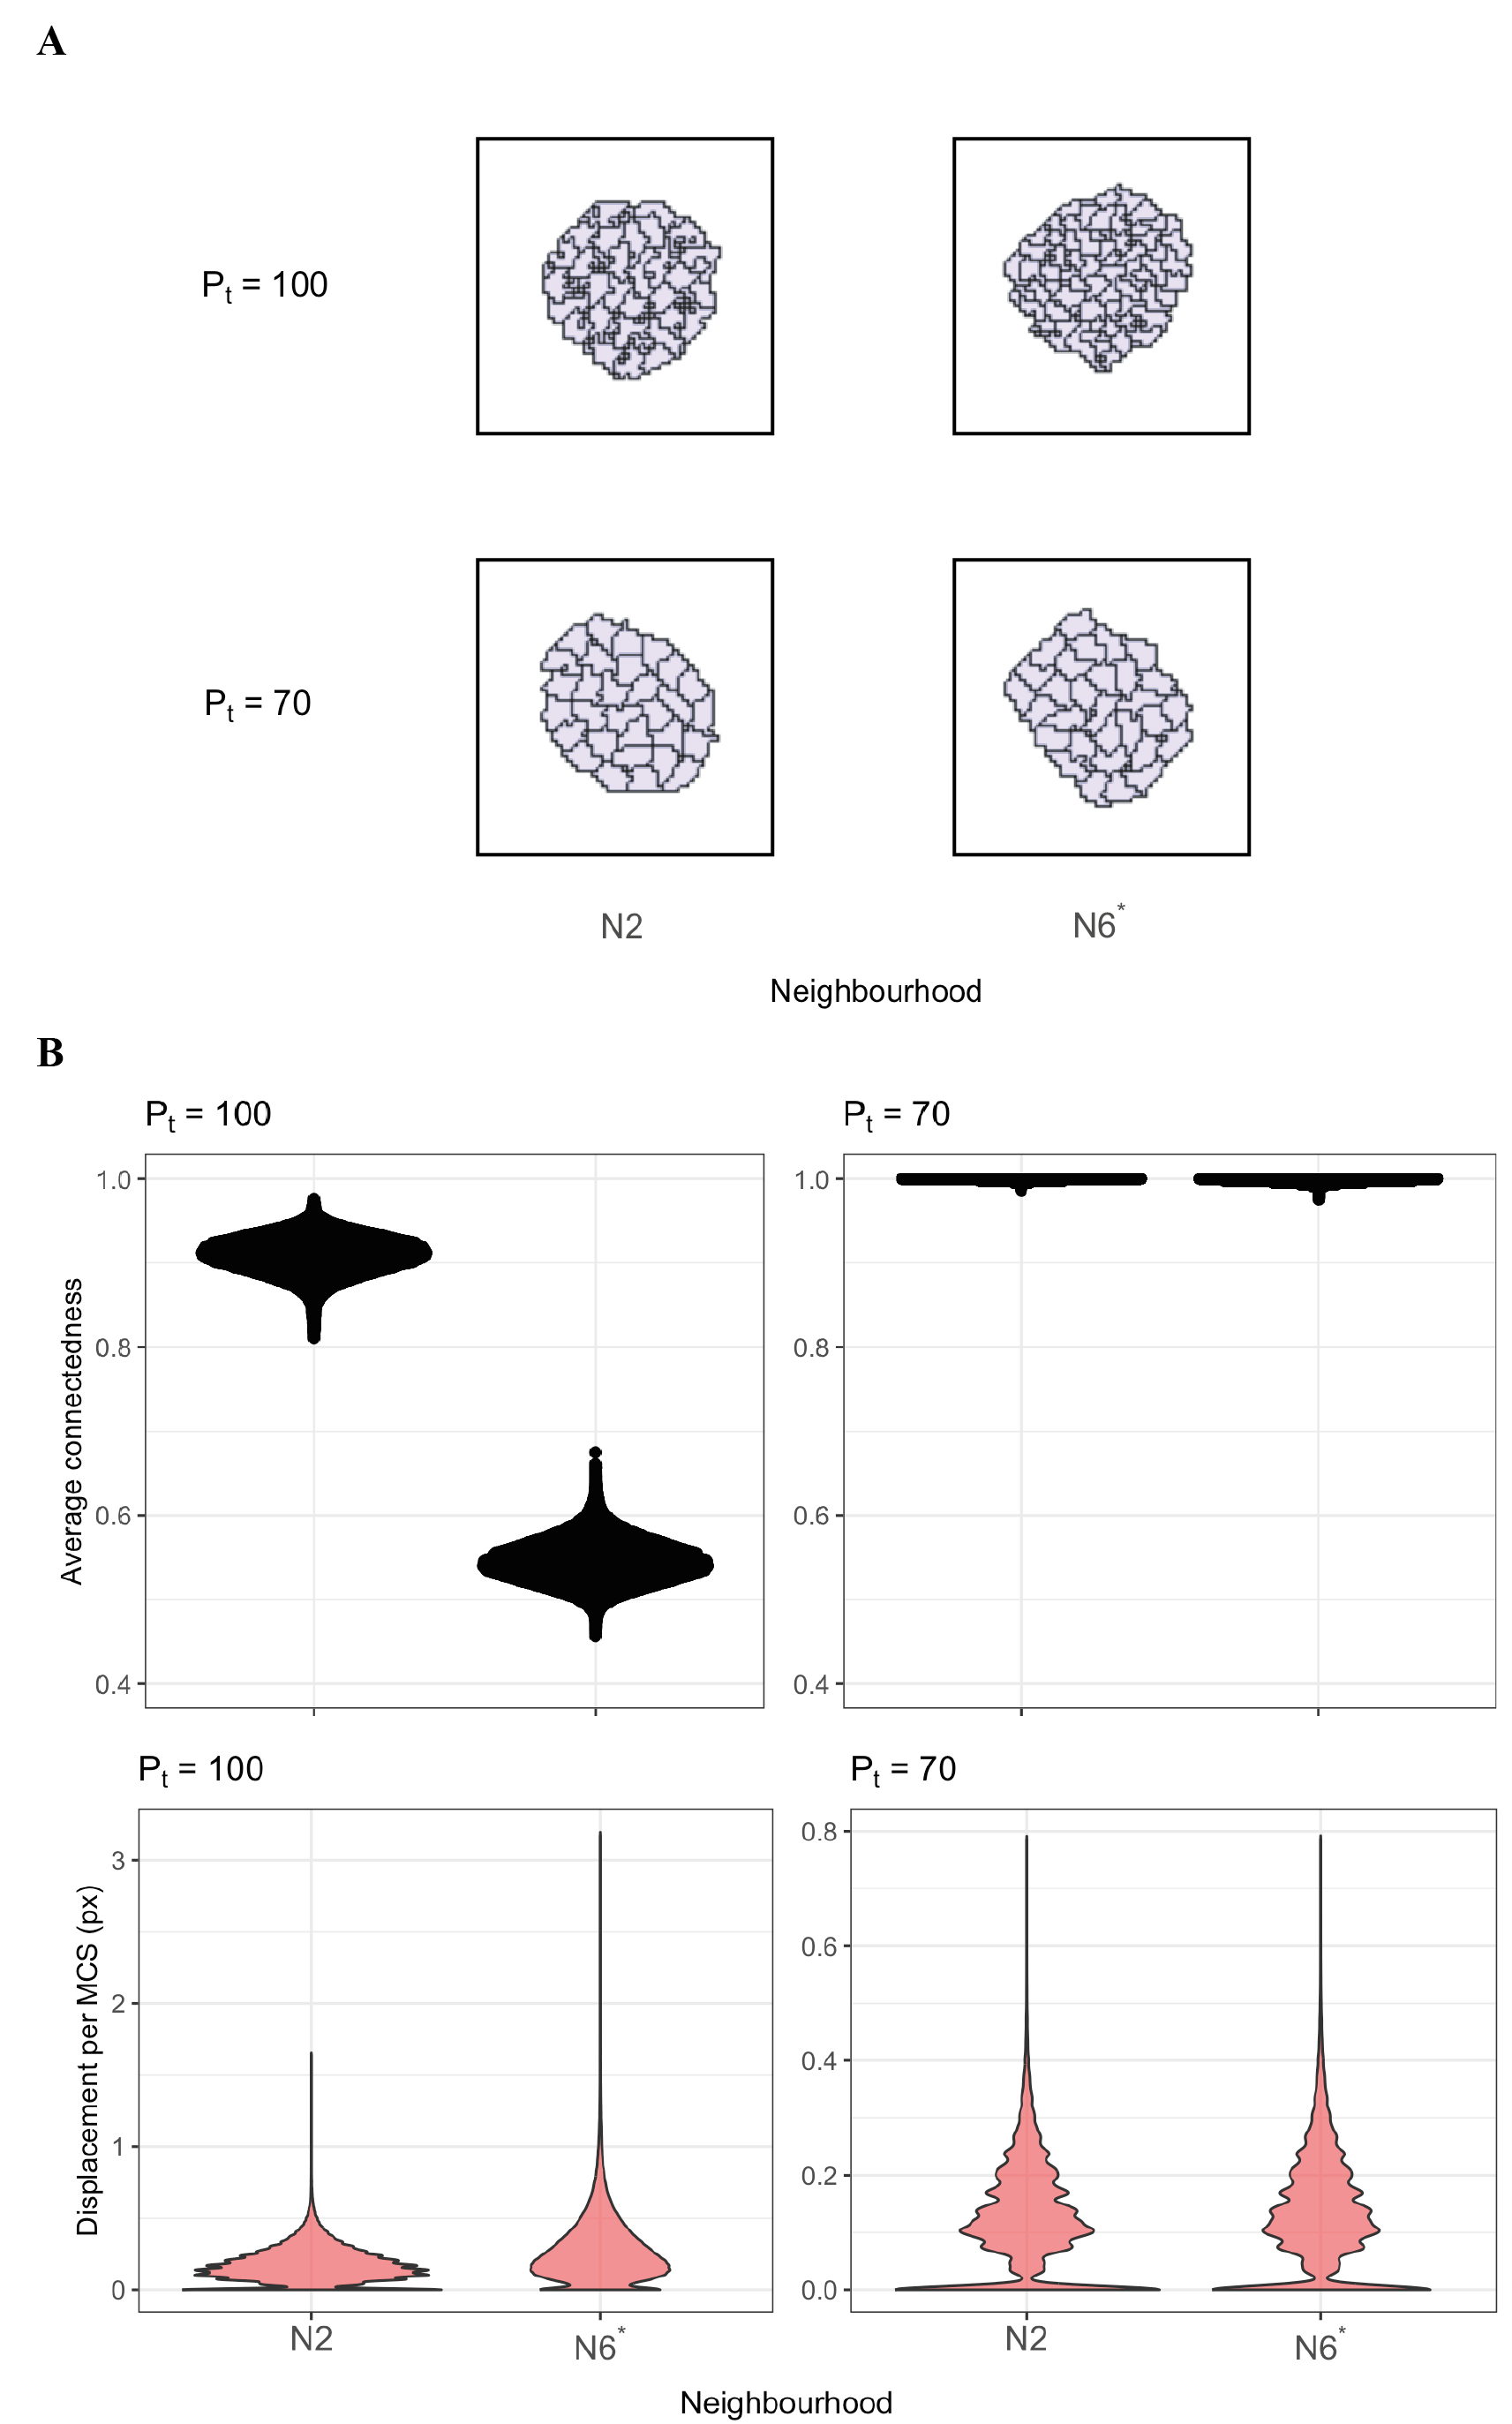 A
Pt = 100
Pt = 70
N2 N6*
Neighbourhood
B
Pt = 100 Pt = 70
Average connectedness
1.0
0.8
0.6
0.4
1.0
0.8
0.6
0.4
Pt = 100 Pt = 70
Displacement per MCS (px)
3
2
1
0
0.8
0.6
0.4
0.2
0.0
N2 N6* N2 N6*
Neighbourhood